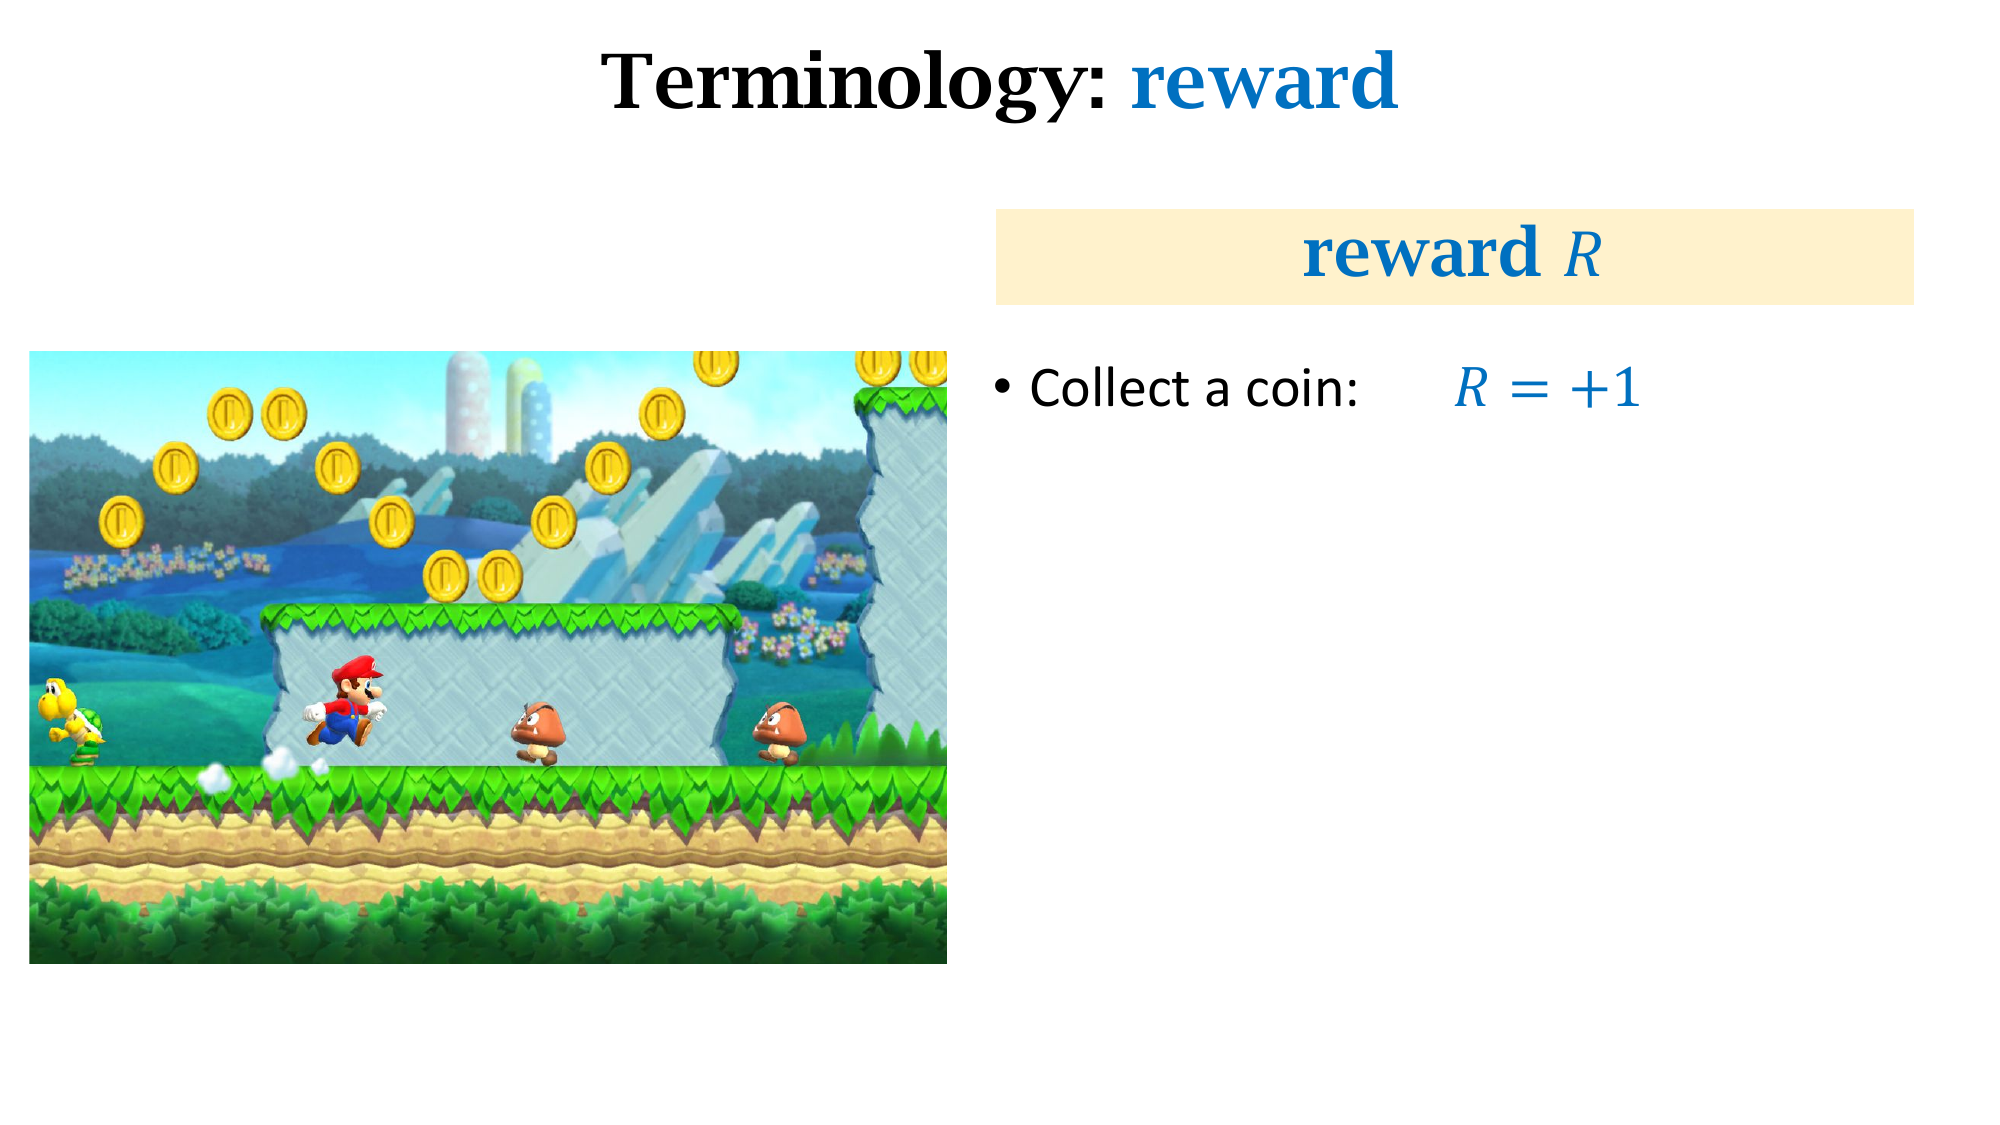 Terminology: reward
reward R
• Collect a coin: R = +1